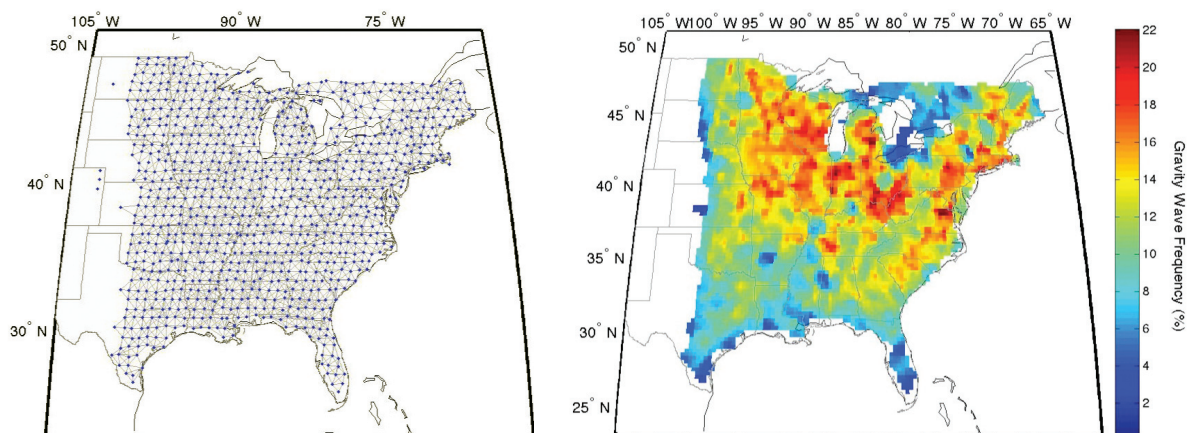 105° W 90° W 75° W
50° N
40° N
30° N
105° W 100° W 95° W 90° W 85° W 80° W 75° W 70° W 65° W
50° N
45° N
40° N
35° N
30° N
25° N
22
20
18
16
14
12
10
8
6
4
2
Gravity Wave Frequency (%)